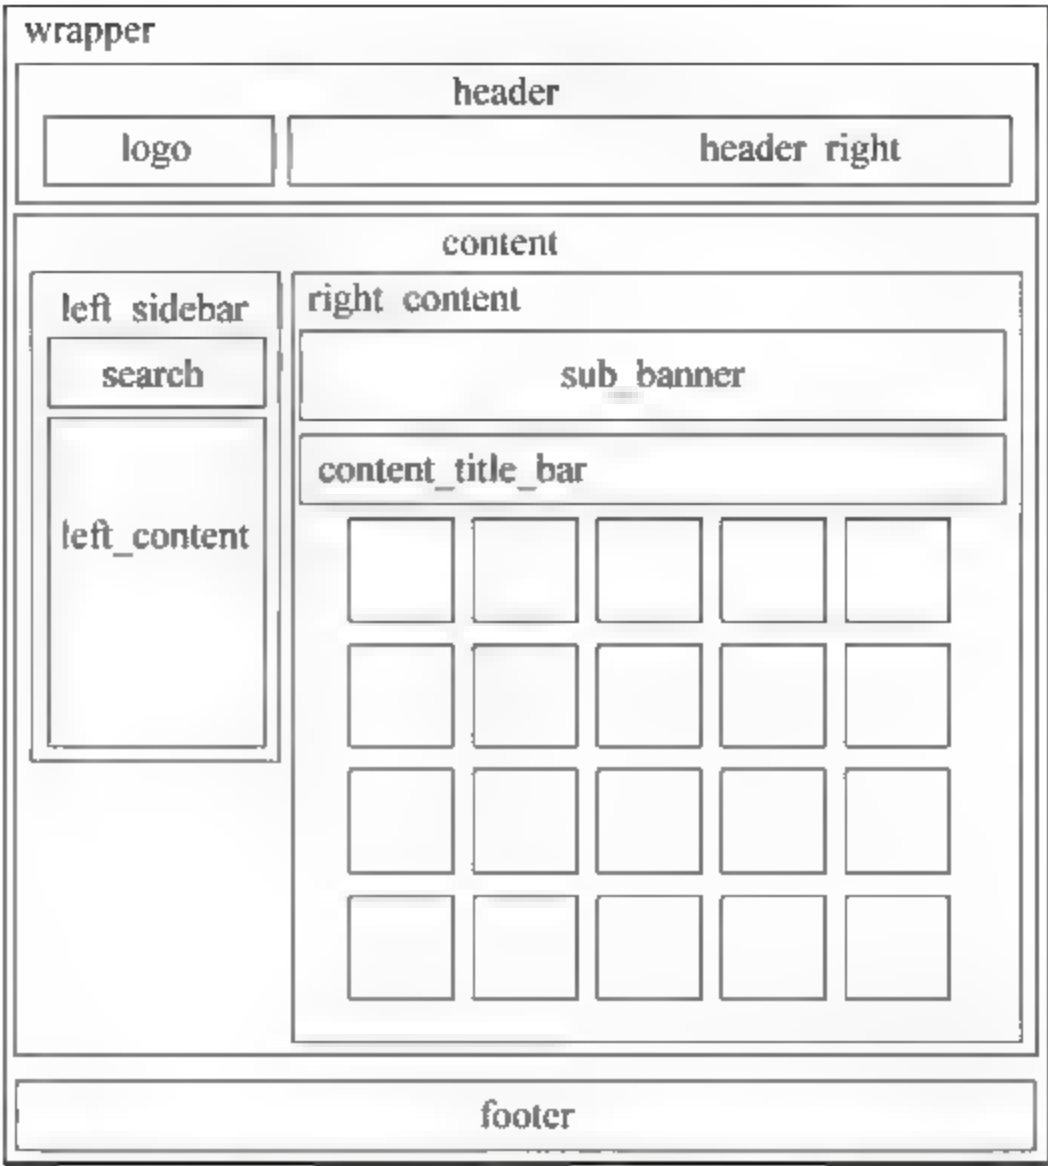 wrapper
header
logo
header right
content
left sidebar
right content
search
sub_banner
content_title_bar
left_content
footer